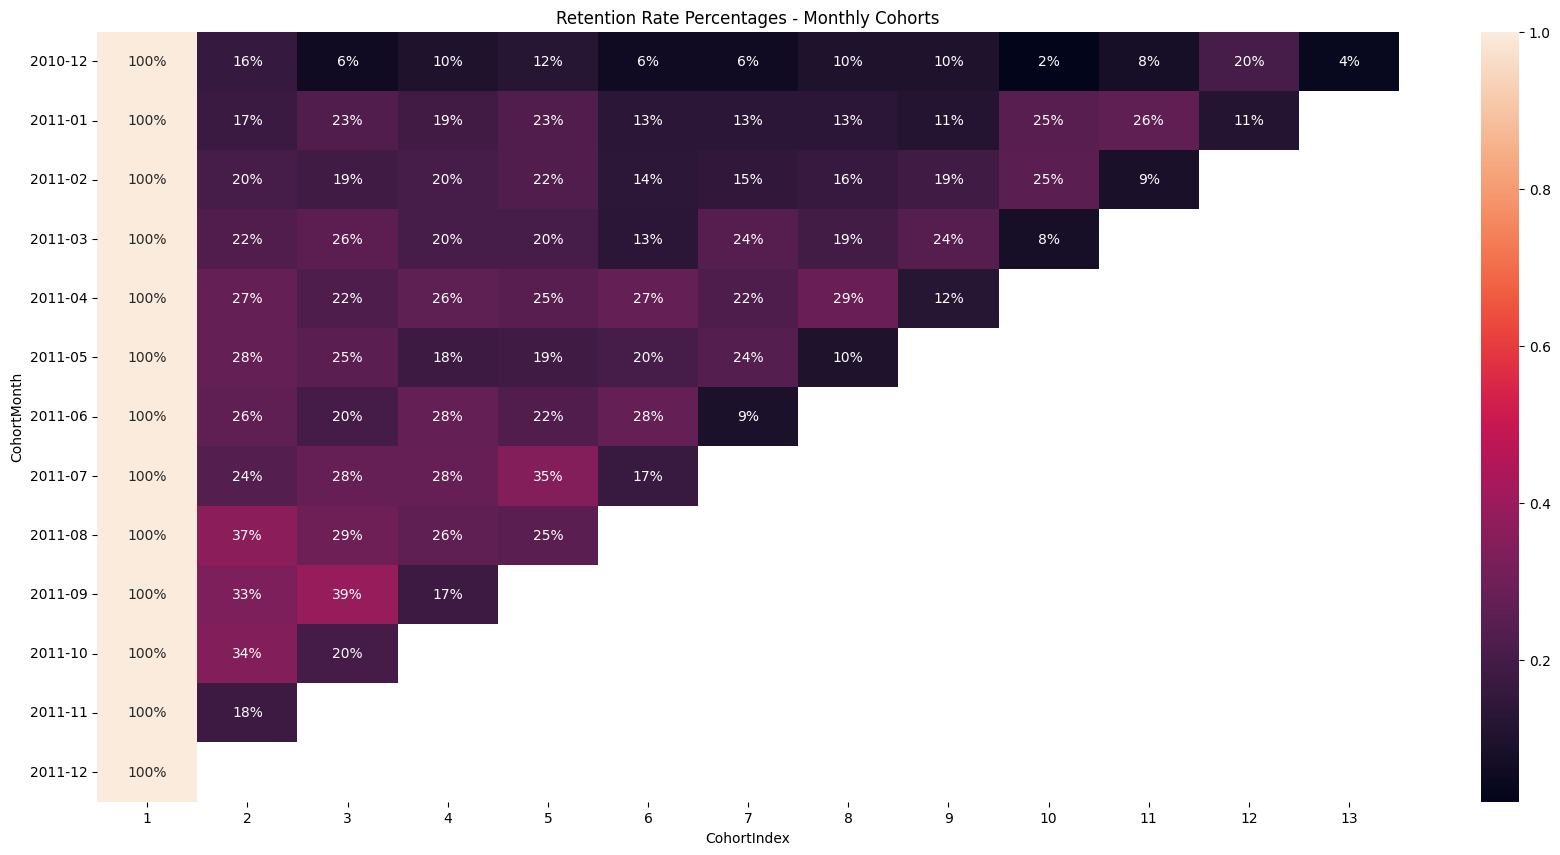 Retention Rate Percentages - Monthly Cohorts
CohortMonth
2010-12 100% 16% 6% 10% 12% 6% 6% 10% 10% 2% 8% 20% 4%
2011-01 100% 17% 23% 19% 23% 13% 13% 13% 11% 25% 26% 11%
2011-02 100% 20% 19% 20% 22% 14% 15% 16% 19% 25% 9%
2011-03 100% 22% 26% 20% 20% 13% 24% 19% 24% 8%
2011-04 100% 27% 22% 26% 25% 27% 22% 29% 12%
2011-05 100% 28% 25% 18% 19% 20% 24% 10%
2011-06 100% 26% 20% 28% 22% 28% 9%
2011-07 100% 24% 28% 28% 35% 17%
2011-08 100% 37% 29% 26% 25%
2011-09 100% 33% 39% 17%
2011-10 100% 34% 20%
2011-11 100% 18%
2011-12 100%
1 2 3 4 5 6 7 8 9 10 11 12 13
CohortIndex
1.0
0.8
0.6
0.4
0.2